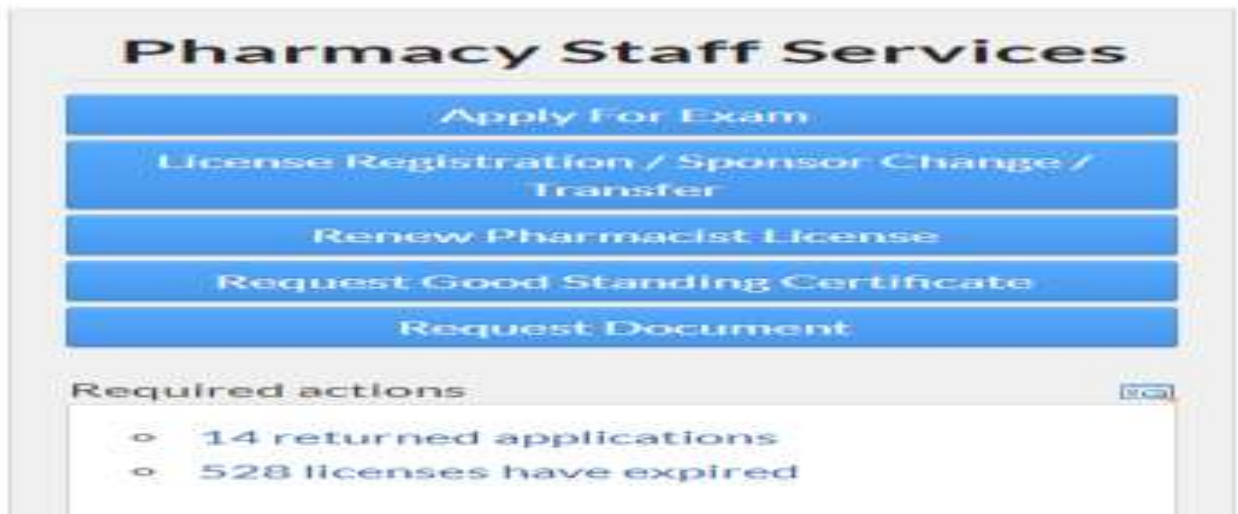 Pharmacy Staff Services
Apply For Exam
License Registration / Sponsor Change /
Transfer
Renew Pharmacist License
Request Good Standing Certificate
Request Document
Required actions
14 returned applications
528 licenses have expired